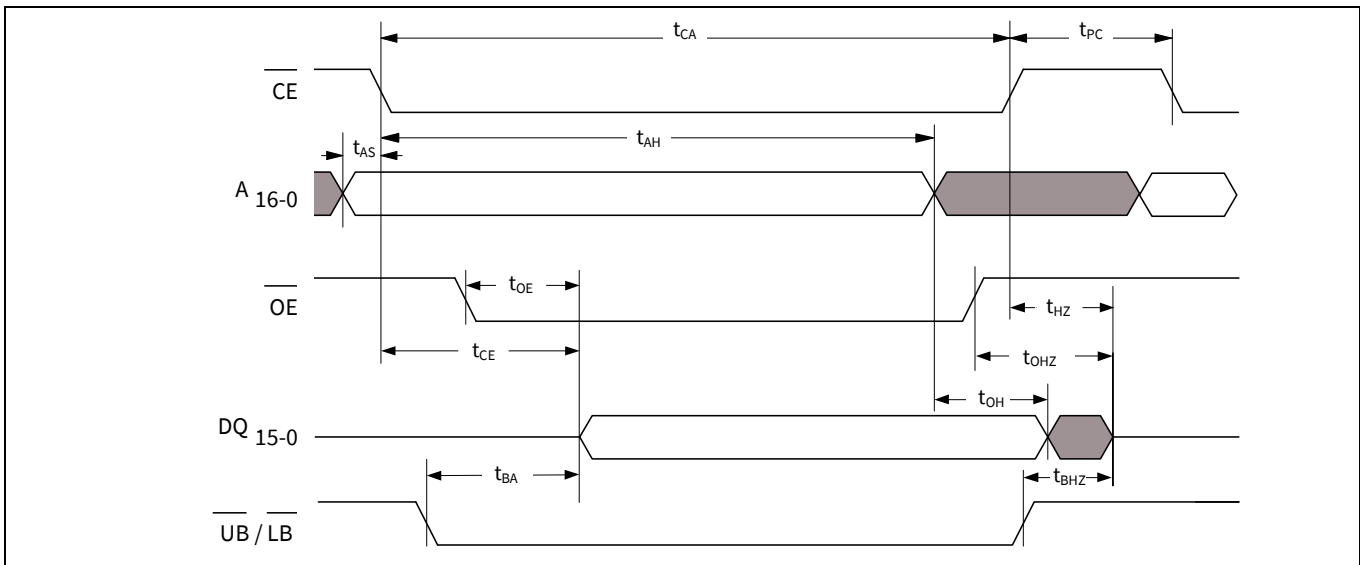 tCA
tPC
CE
tAH
tAS
A 16-0
tOE
OE
tHZ
tCE
tOHZ
tOH
DQ 15-0
tBA
tBHZ
UB / LB